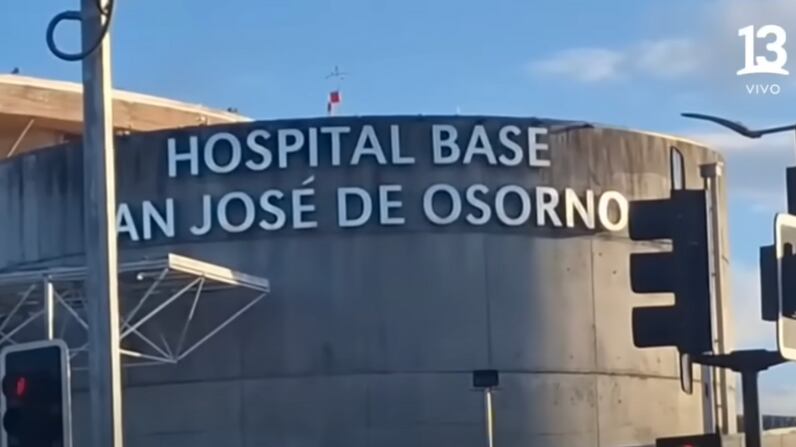 HOSPITAL BASE
AN JOSÉ DE OSORNO
13
VIVO